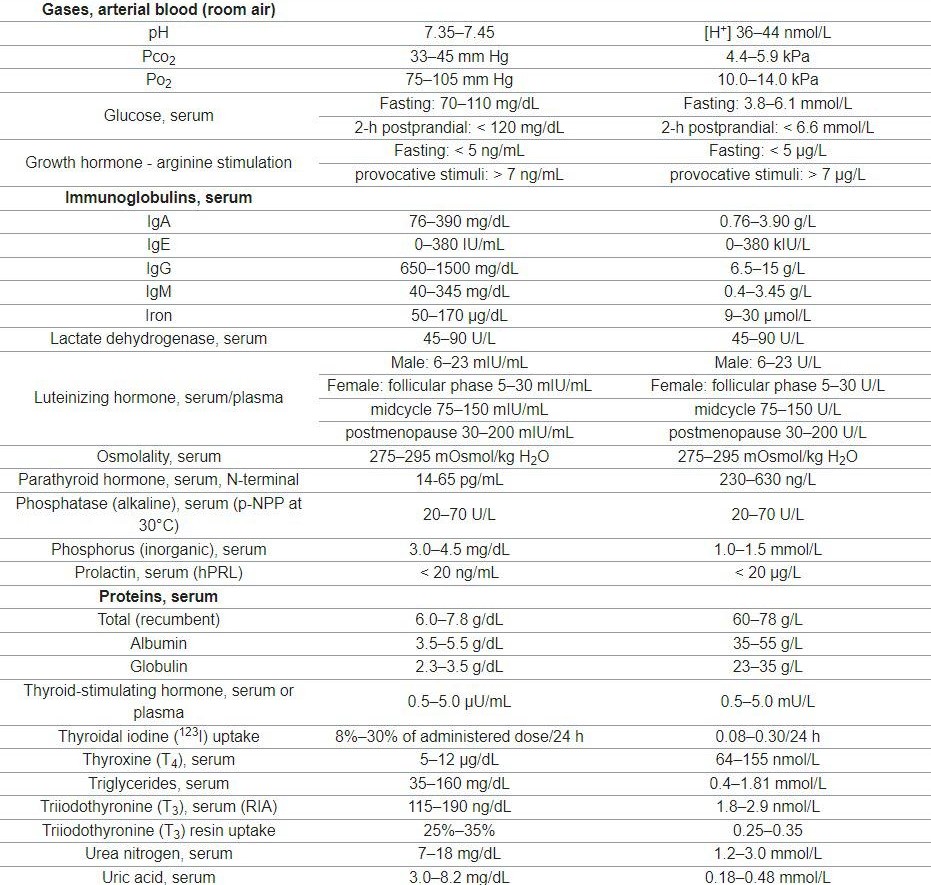 Gases, arterial blood (room air)
pH 7.35–7.45 [H⁺] 36–44 nmol/L
Pco₂ 33–45 mm Hg 4.4–5.9 kPa
Po₂ 75–105 mm Hg 10.0–14.0 kPa
Glucose, serum Fasting: 70–110 mg/dL Fasting: 3.8–6.1 mmol/L
2-h postprandial: < 120 mg/dL 2-h postprandial: < 6.6 mmol/L
Growth hormone - arginine stimulation Fasting: < 5 ng/mL Fasting: < 5 µg/L
provocative stimuli: > 7 ng/mL provocative stimuli: > 7 µg/L
Immunoglobulins, serum
IgA 76–390 mg/dL 0.76–3.90 g/L
IgE 0–380 IU/mL 0–380 kIU/L
IgG 650–1500 mg/dL 6.5–15 g/L
IgM 40–345 mg/dL 0.4–3.45 g/L
Iron 50–170 µg/dL 9–30 µmol/L
Lactate dehydrogenase, serum 45–90 U/L 45–90 U/L
Luteinizing hormone, serum/plasma Male: 6–23 mIU/mL Male: 6–23 U/L
Female: follicular phase 5–30 mIU/mL Female: follicular phase 5–30 U/L
midcycle 75–150 mIU/mL midcycle 75–150 U/L
postmenopause 30–200 mIU/mL postmenopause 30–200 U/L
Osmolality, serum 275–295 mOsmol/kg H₂O 275–295 mOsmol/kg H₂O
Parathyroid hormone, serum, N-terminal 14-65 pg/mL 230–630 ng/L
Phosphatase (alkaline), serum (p-NPP at
30°C) 20–70 U/L 20–70 U/L
Phosphorus (inorganic), serum 3.0–4.5 mg/dL 1.0–1.5 mmol/L
Prolactin, serum (hPRL) < 20 ng/mL < 20 µg/L
Proteins, serum
Total (recumbent) 6.0–7.8 g/dL 60–78 g/L
Albumin 3.5–5.5 g/dL 35–55 g/L
Globulin 2.3–3.5 g/dL 23–35 g/L
Thyroid-stimulating hormone, serum or
plasma 0.5–5.0 µU/mL 0.5–5.0 mU/L
Thyroidal iodine (¹²³I) uptake 8%–30% of administered dose/24 h 0.08–0.30/24 h
Thyroxine (T₄), serum 5–12 µg/dL 64–155 nmol/L
Triglycerides, serum 35–160 mg/dL 0.4–1.81 mmol/L
Triiodothyronine (T₃), serum (RIA) 115–190 ng/dL 1.8–2.9 nmol/L
Triiodothyronine (T₃) resin uptake 25%–35% 0.25–0.35
Urea nitrogen, serum 7–18 mg/dL 1.2–3.0 mmol/L
Uric acid, serum 3.0–8.2 mg/dL 0.18–0.48 mmol/L